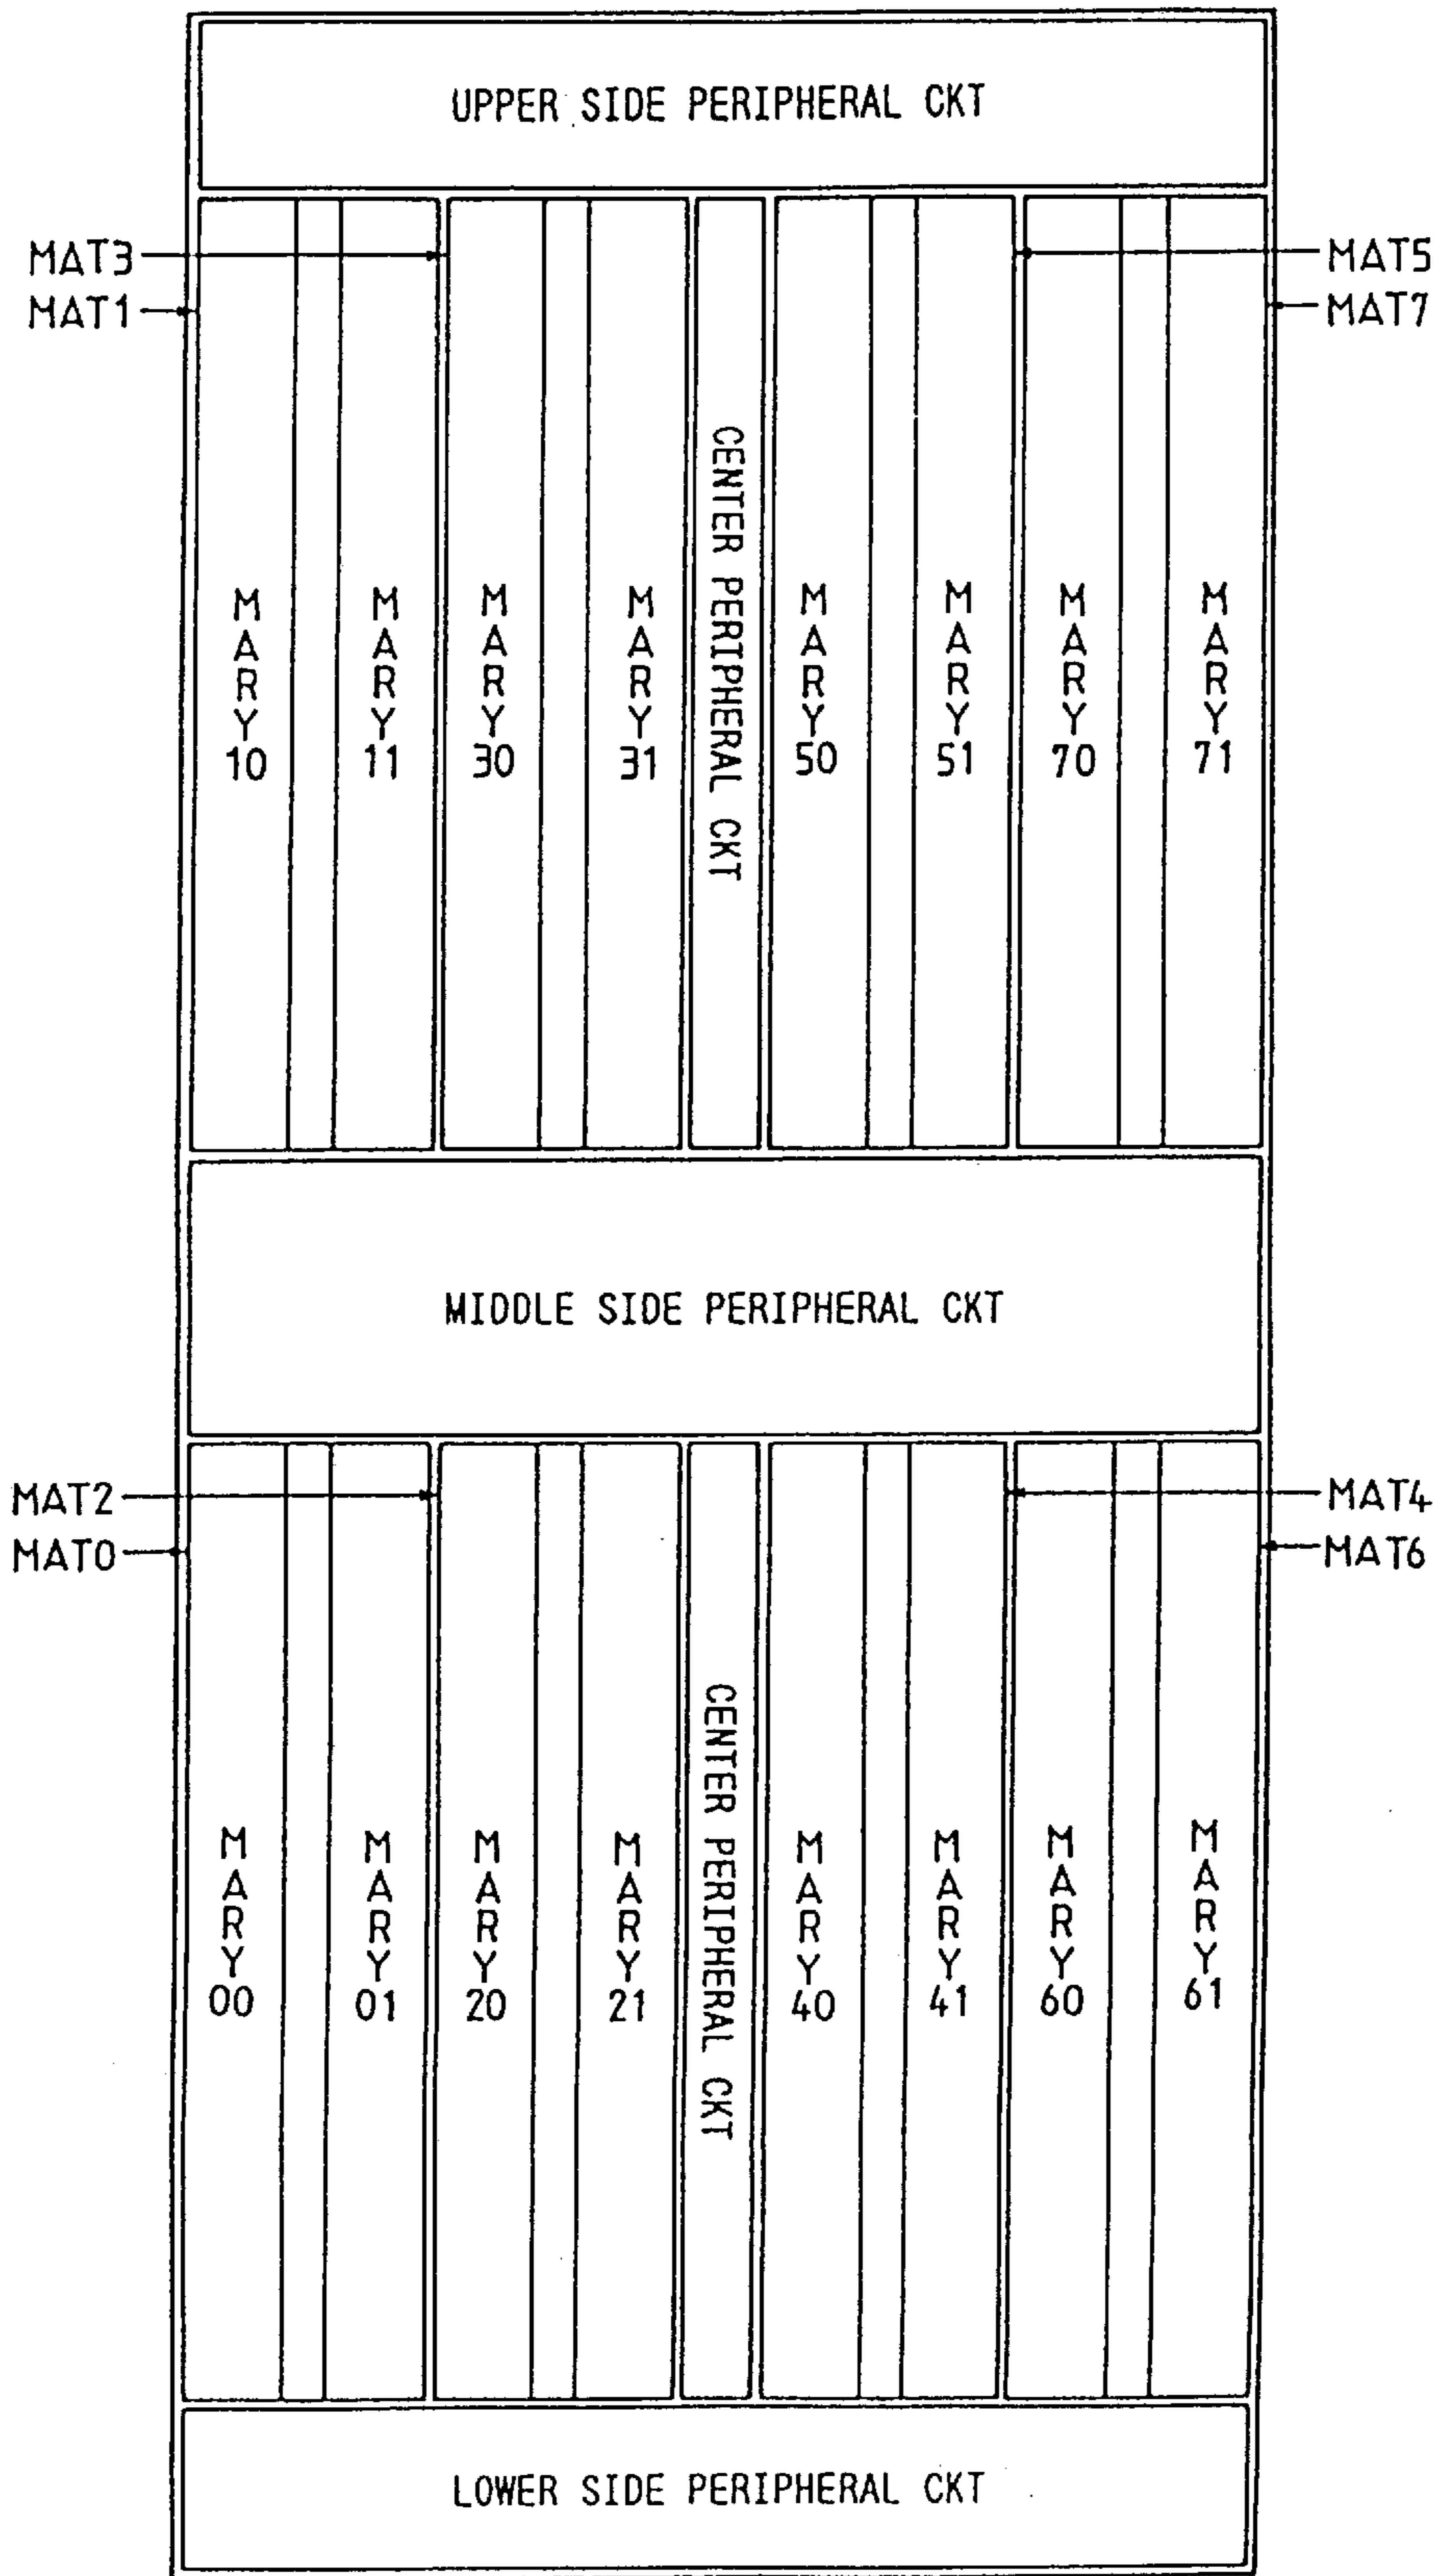 UPPER SIDE PERIPHERAL CKT
MAT3
MAT1
MAT5
MAT7
MARY10
MARY11
MARY30
MARY31
CENTER PERIPHERAL CKT
MARY50
MARY51
MARY70
MARY71
MIDDLE SIDE PERIPHERAL CKT
MAT2
MAT0
MAT4
MAT6
MARY00
MARY01
MARY20
MARY21
CENTER PERIPHERAL CKT
MARY40
MARY41
MARY60
MARY61
LOWER SIDE PERIPHERAL CKT